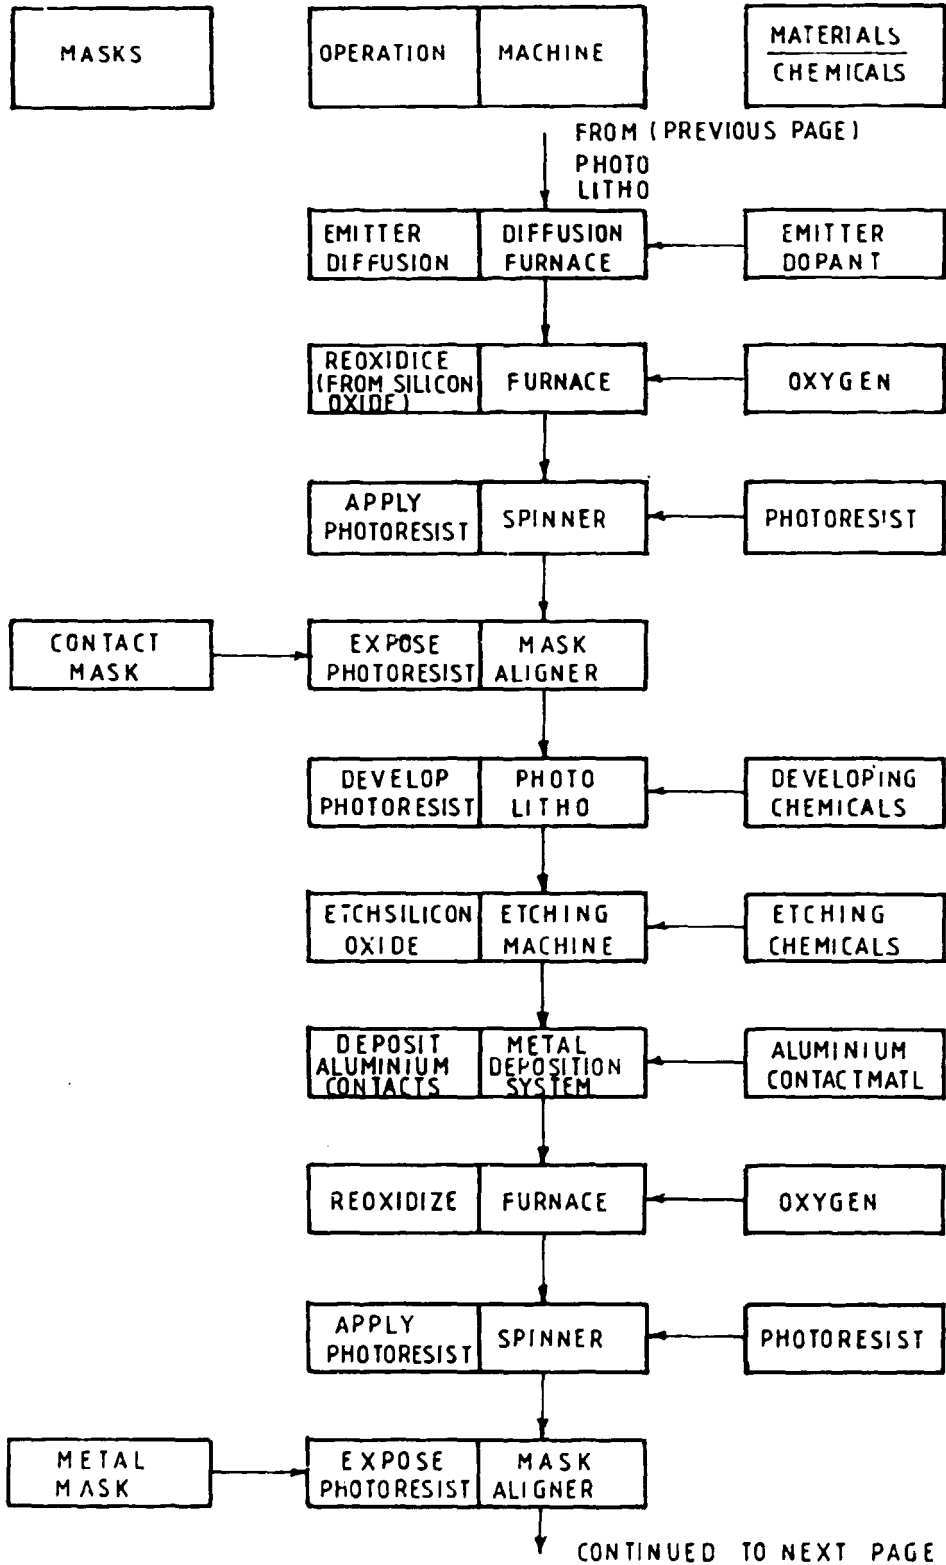 MASKS
OPERATION
MACHINE
MATERIALS
CHEMICALS
FROM (PREVIOUS PAGE)
PHOTO
LITHO
EMITTER
DIFFUSION
DIFFUSION
FURNACE
EMITTER
DOPANT
REOXIDICE
(FROM SILICON
OXIDE)
FURNACE
OXYGEN
APPLY
PHOTORESIST
SPINNER
PHOTORESIST
CONTACT
MASK
EXPOSE
PHOTORESIST
MASK
ALIGNER
DEVELOP
PHOTORESIST
PHOTO
LITHO
DEVELOPING
CHEMICALS
ETCHSILICON
OXIDE
ETCHING
MACHINE
ETCHING
CHEMICALS
DEPOSIT
ALUMINIUM
CONTACTS
METAL
DEPOSITION
SYSTEM
ALUMINIUM
CONTACTMATL
REOXIDIZE
FURNACE
OXYGEN
APPLY
PHOTORESIST
SPINNER
PHOTORESIST
METAL
MASK
EXPOSE
PHOTORESIST
MASK
ALIGNER
CONTINUED TO NEXT PAGE